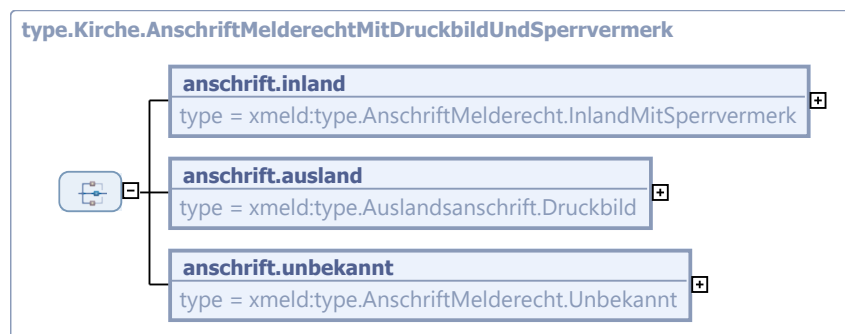 type.Kirche.AnschriftMelderechtMitDruckbildUndSperrvermerk
anschrift.inland
type = xmeld:type.AnschriftMelderecht.InlandMitSperrvermerk
anschrift.ausland
type = xmeld:type.Auslandsanschrift.Druckbild
anschrift.unbekannt
type = xmeld:type.AnschriftMelderecht.Unbekannt